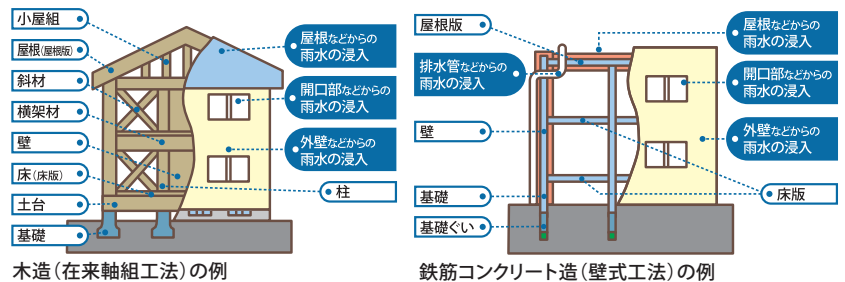 小屋組
屋根(屋根版)
斜材
横架材
壁
床(床版)
土台
基礎
屋根などからの
雨水の浸入
開口部などからの
雨水の浸入
外壁などからの
雨水の浸入
柱
木造(在来軸組工法)の例
屋根版
排水管などからの
雨水の浸入
壁
基礎
基礎ぐい
屋根などからの
雨水の浸入
開口部などからの
雨水の浸入
外壁などからの
雨水の浸入
床版
鉄筋コンクリート造(壁式工法)の例